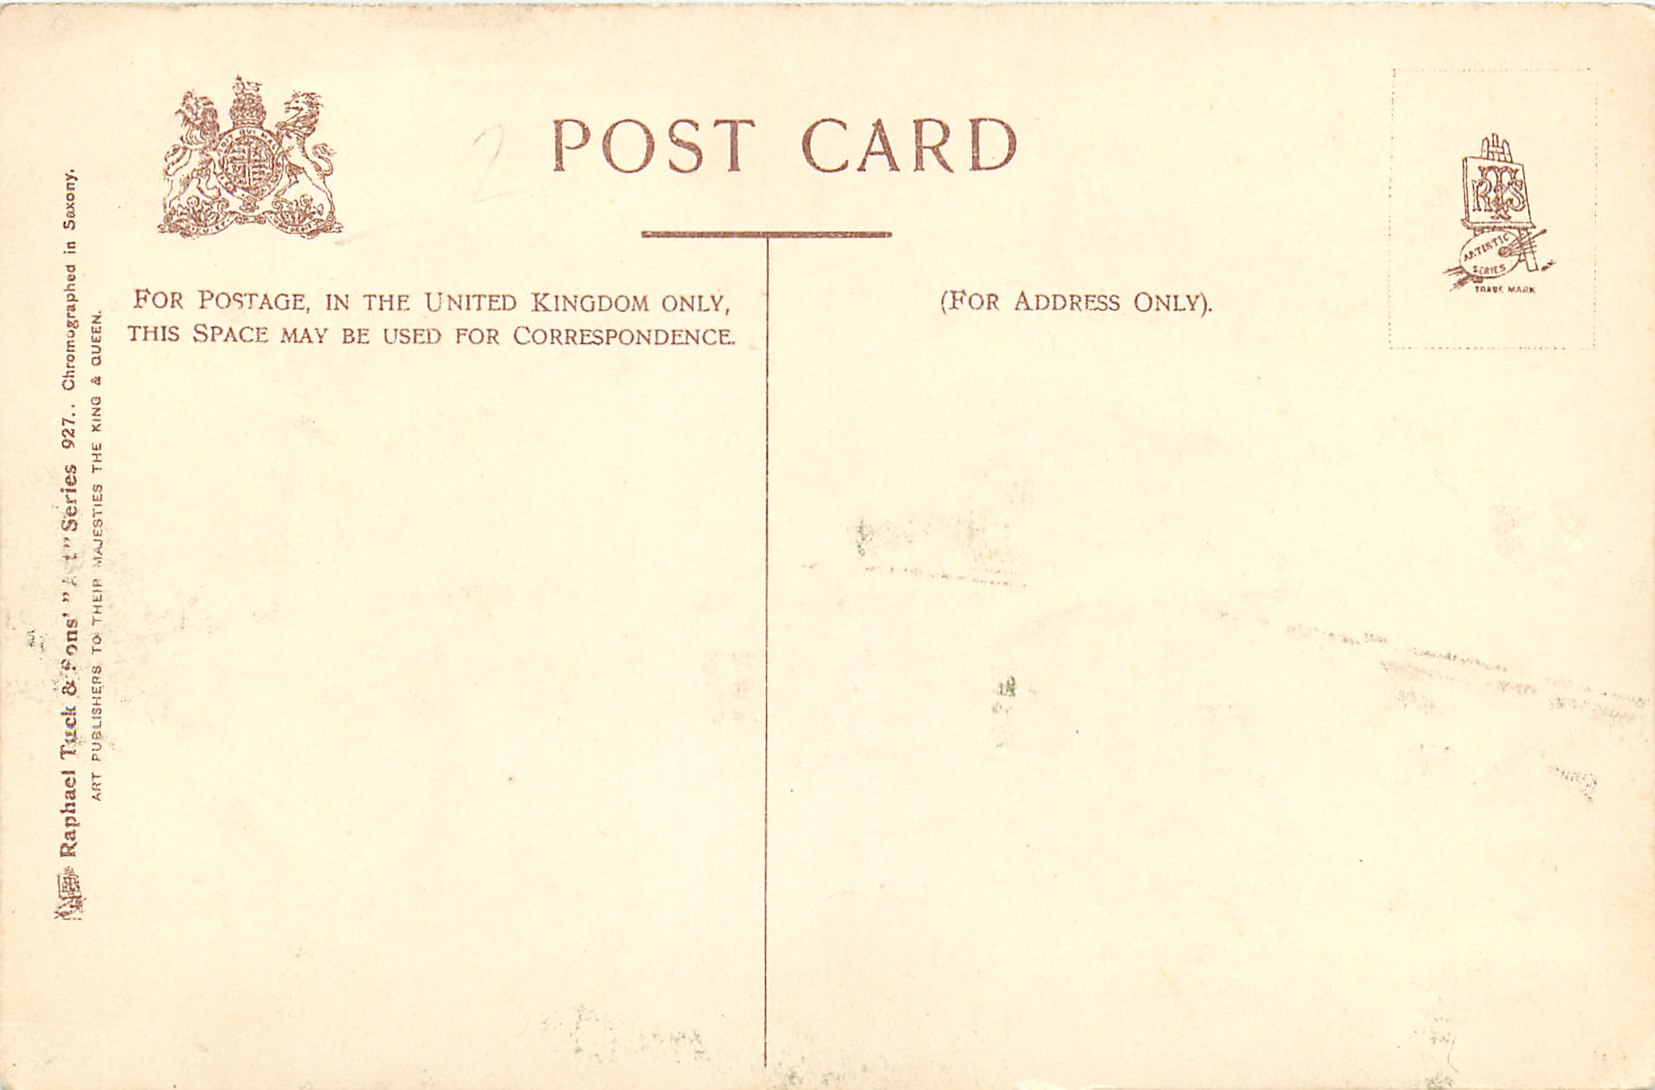 POST CARD
FOR POSTAGE, IN THE UNITED KINGDOM ONLY,
THIS SPACE MAY BE USED FOR CORRESPONDENCE.
(FOR ADDRESS ONLY).
RTS
ARTISTIC
SERIES
TRADE MARK
Raphael Tuck & Sons' "Art" Series 927.. Chromographed in Saxony.
ART PUBLISHERS TO THEIR MAJESTIES THE KING & QUEEN.
2